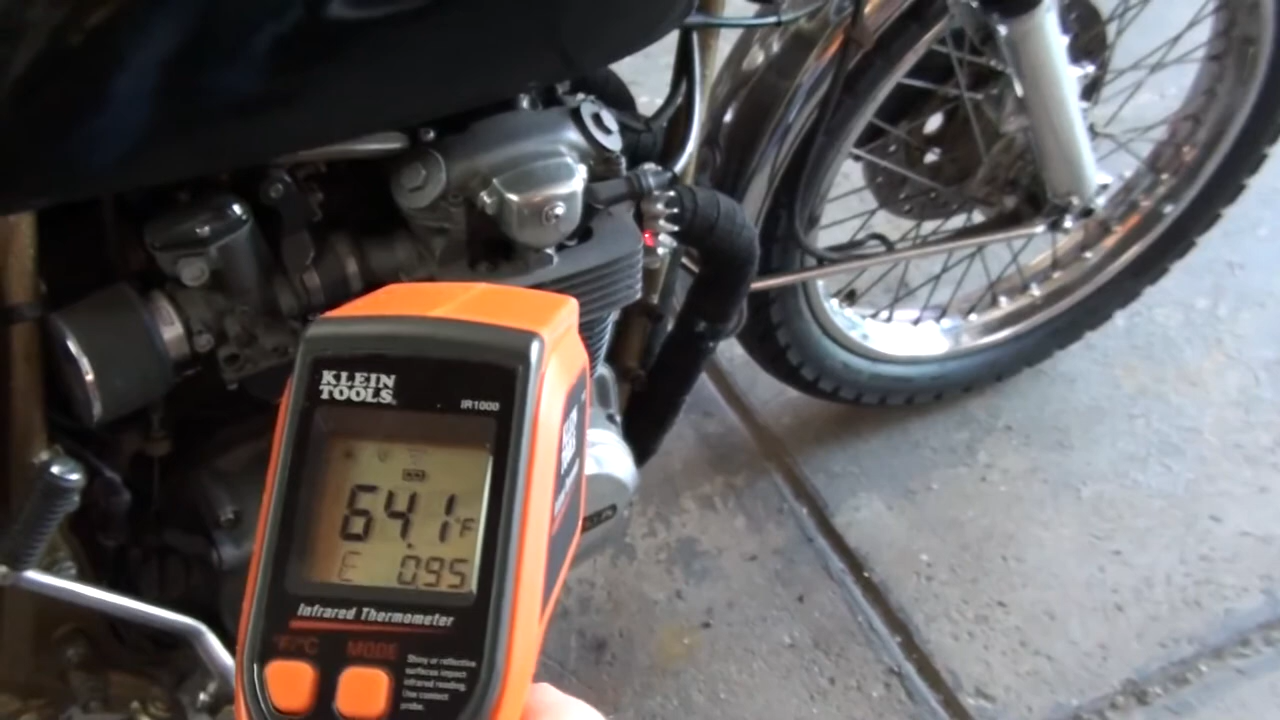 KLEIN
TOOLS
IR1000
64.1°F
E 0.95
Infrared Thermometer
°F/°C MODE
Shiny or reflective
surfaces impact
infrared reading.
Use contact
probe.